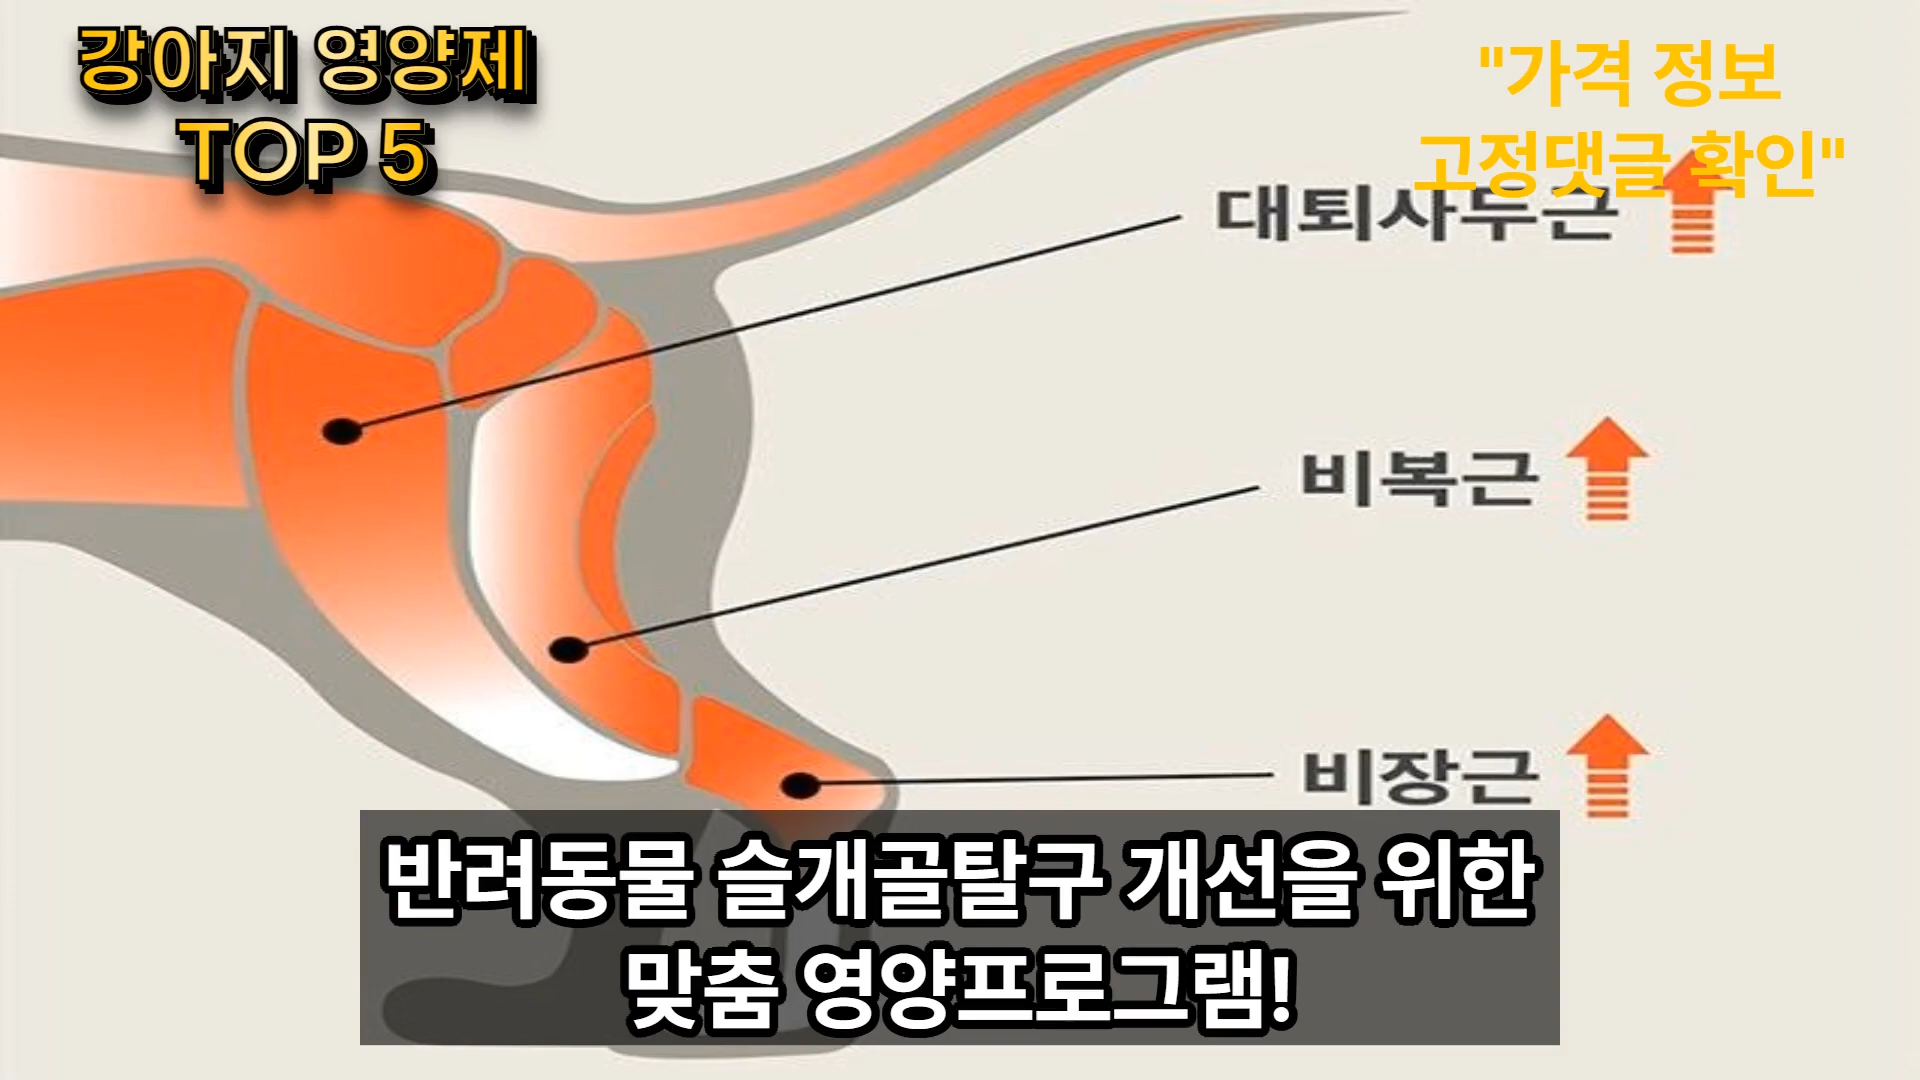 강아지 영양제
TOP 5
"가격 정보
고정댓글 확인"
대퇴사두근
비복근
비장근
반려동물 슬개골탈구 개선을 위한
맞춤 영양프로그램!